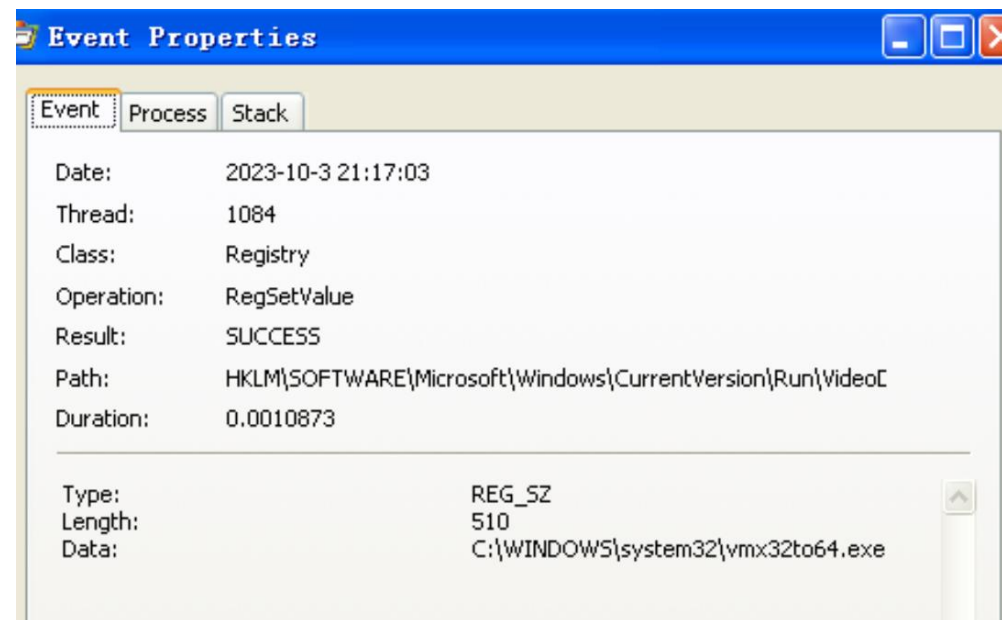 Event Properties
Event Process Stack
Date: 2023-10-3 21:17:03
Thread: 1084
Class: Registry
Operation: RegSetValue
Result: SUCCESS
Path: HKLM\SOFTWARE\Microsoft\Windows\CurrentVersion\Run\VideoD
Duration: 0.0010873
Type: REG_SZ
Length: 510
Data: C:\WINDOWS\system32\vmx32to64.exe